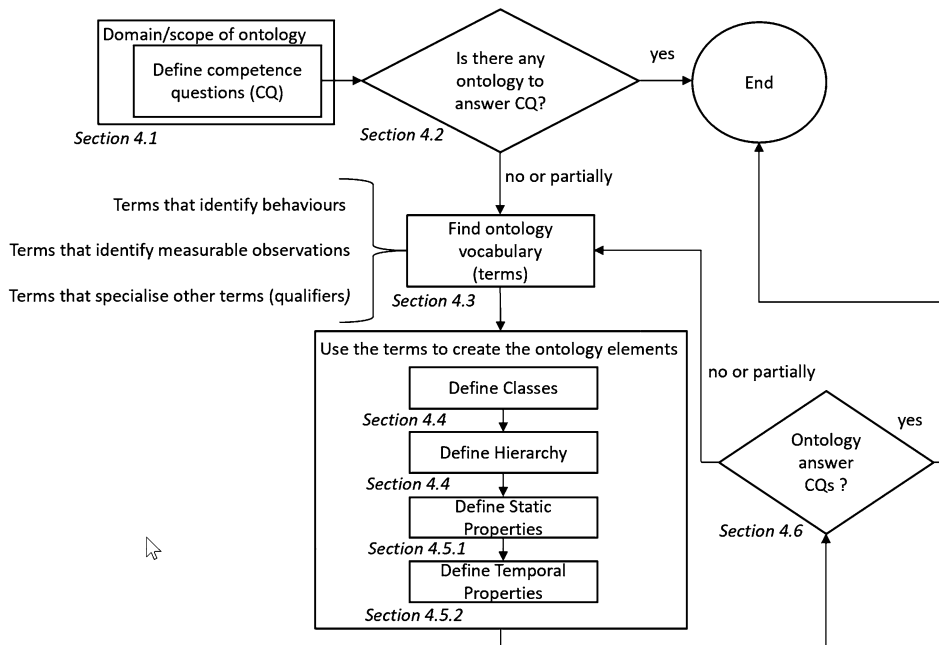 Domain/scope of ontology
Define competence
questions (CQ)
Section 4.1
Is there any
ontology to
answer CQ?
Section 4.2
yes
End
no or partially
Terms that identify behaviours
Terms that identify measurable observations
Terms that specialise other terms (qualifiers)
Find ontology
vocabulary
(terms)
Section 4.3
Use the terms to create the ontology elements
Define Classes
Section 4.4
Define Hierarchy
Section 4.4
Define Static
Properties
Section 4.5.1
Define Temporal
Properties
Section 4.5.2
no or partially
Ontology
answer
CQs ?
yes
Section 4.6